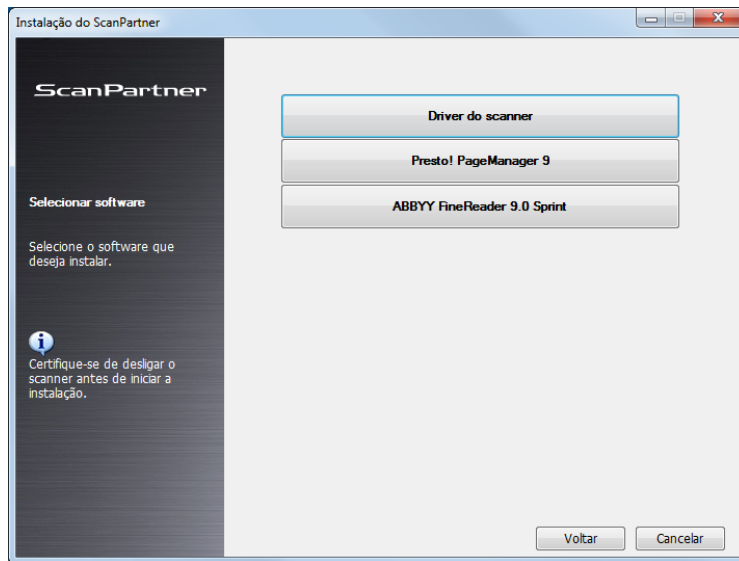 Instalação do ScanPartner
ScanPartner
Selecionar software
Selecione o software que
deseja instalar.
Certifique-se de desligar o
scanner antes de iniciar a
instalação.
Driver do scanner
Presto! PageManager 9
ABBYY FineReader 9.0 Sprint
Voltar
Cancelar